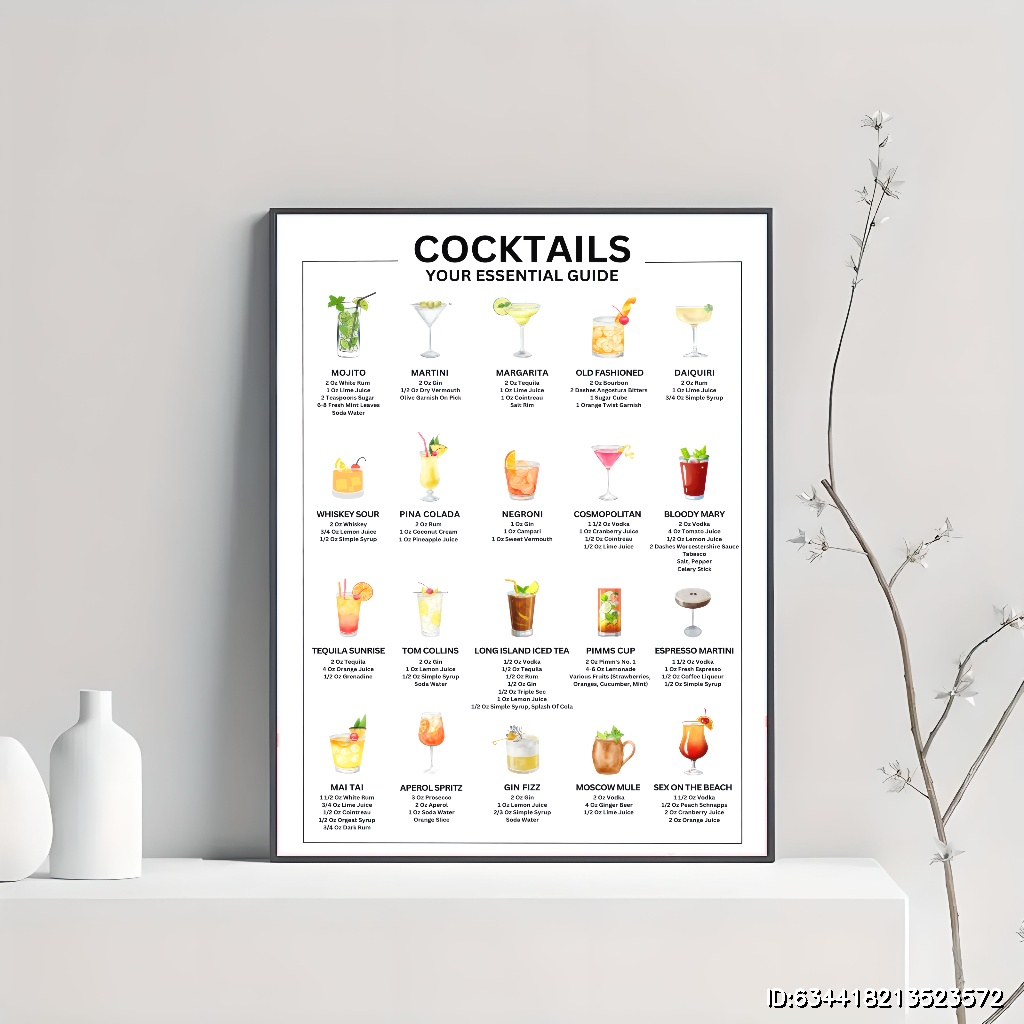 COCKTAILS
YOUR ESSENTIAL GUIDE
MOJITO
2 Oz White Rum
1 Oz Lime Juice
2 Teaspoons Sugar
6-8 Fresh Mint Leaves
Soda Water
MARTINI
2 Oz Gin
1/2 Oz Dry Vermouth
Olive Garnish On Pick
MARGARITA
2 Oz Tequila
1 Oz Lime Juice
1 Oz Cointreau
Salt Rim
OLD FASHIONED
2 Oz Bourbon
2 Dashes Angostura Bitters
1 Sugar Cube
1 Orange Twist Garnish
DAIQUIRI
2 Oz Rum
1 Oz Lime Juice
3/4 Oz Simple Syrup
WHISKEY SOUR
2 Oz Whiskey
3/4 Oz Lemon Juice
1/2 Oz Simple Syrup
PINA COLADA
2 Oz Rum
1 Oz Coconut Cream
1 Oz Pineapple Juice
NEGRONI
1 Oz Gin
1 Oz Campari
1 Oz Sweet Vermouth
COSMOPOLITAN
1 1/2 Oz Vodka
1 Oz Cranberry Juice
1/2 Oz Cointreau
1/2 Oz Lime Juice
BLOODY MARY
2 Oz Vodka
4 Oz Tomato Juice
1/2 Oz Lemon Juice
2 Dashes Worcestershire Sauce
Tabasco
Salt, Pepper
Celery Stick
TEQUILA SUNRISE
2 Oz Tequila
4 Oz Orange Juice
1/2 Oz Grenadine
TOM COLLINS
2 Oz Gin
1 Oz Lemon Juice
1/2 Oz Simple Syrup
Soda Water
LONG ISLAND ICED TEA
1/2 Oz Vodka
1/2 Oz Tequila
1/2 Oz Rum
1/2 Oz Gin
1/2 Oz Triple Sec
1 Oz Lemon Juice
1/2 Oz Simple Syrup, Splash Of Cola
PIMMS CUP
2 Oz Pimm's No. 1
4-6 Oz Lemonade
Various Fruits (Strawberries,
Oranges, Cucumber, Mint)
ESPRESSO MARTINI
1 1/2 Oz Vodka
1 Oz Fresh Espresso
1/2 Oz Coffee Liqueur
1/2 Oz Simple Syrup
MAI TAI
1 1/2 Oz White Rum
3/4 Oz Lime Juice
1/2 Oz Cointreau
1/2 Oz Orgeat Syrup
3/4 Oz Dark Rum
APEROL SPRITZ
3 Oz Prosecco
2 Oz Aperol
1 Oz Soda Water
Orange Slice
GIN FIZZ
2 Oz Gin
1 Oz Lemon Juice
2/3 Oz Simple Syrup
Soda Water
MOSCOW MULE
2 Oz Vodka
4 Oz Ginger Beer
1/2 Oz Lime Juice
SEX ON THE BEACH
1 1/2 Oz Vodka
1/2 Oz Peach Schnapps
2 Oz Cranberry Juice
2 Oz Orange Juice
ID:634418213523572